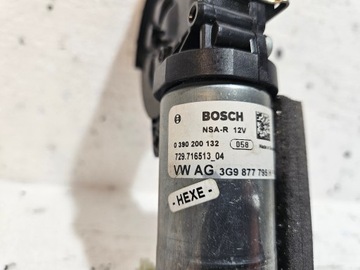 BOSCH
NSA-R 12V
0 390 200 132 058
729.716513_04
VW AG 3G9 877 795
- HEXE -